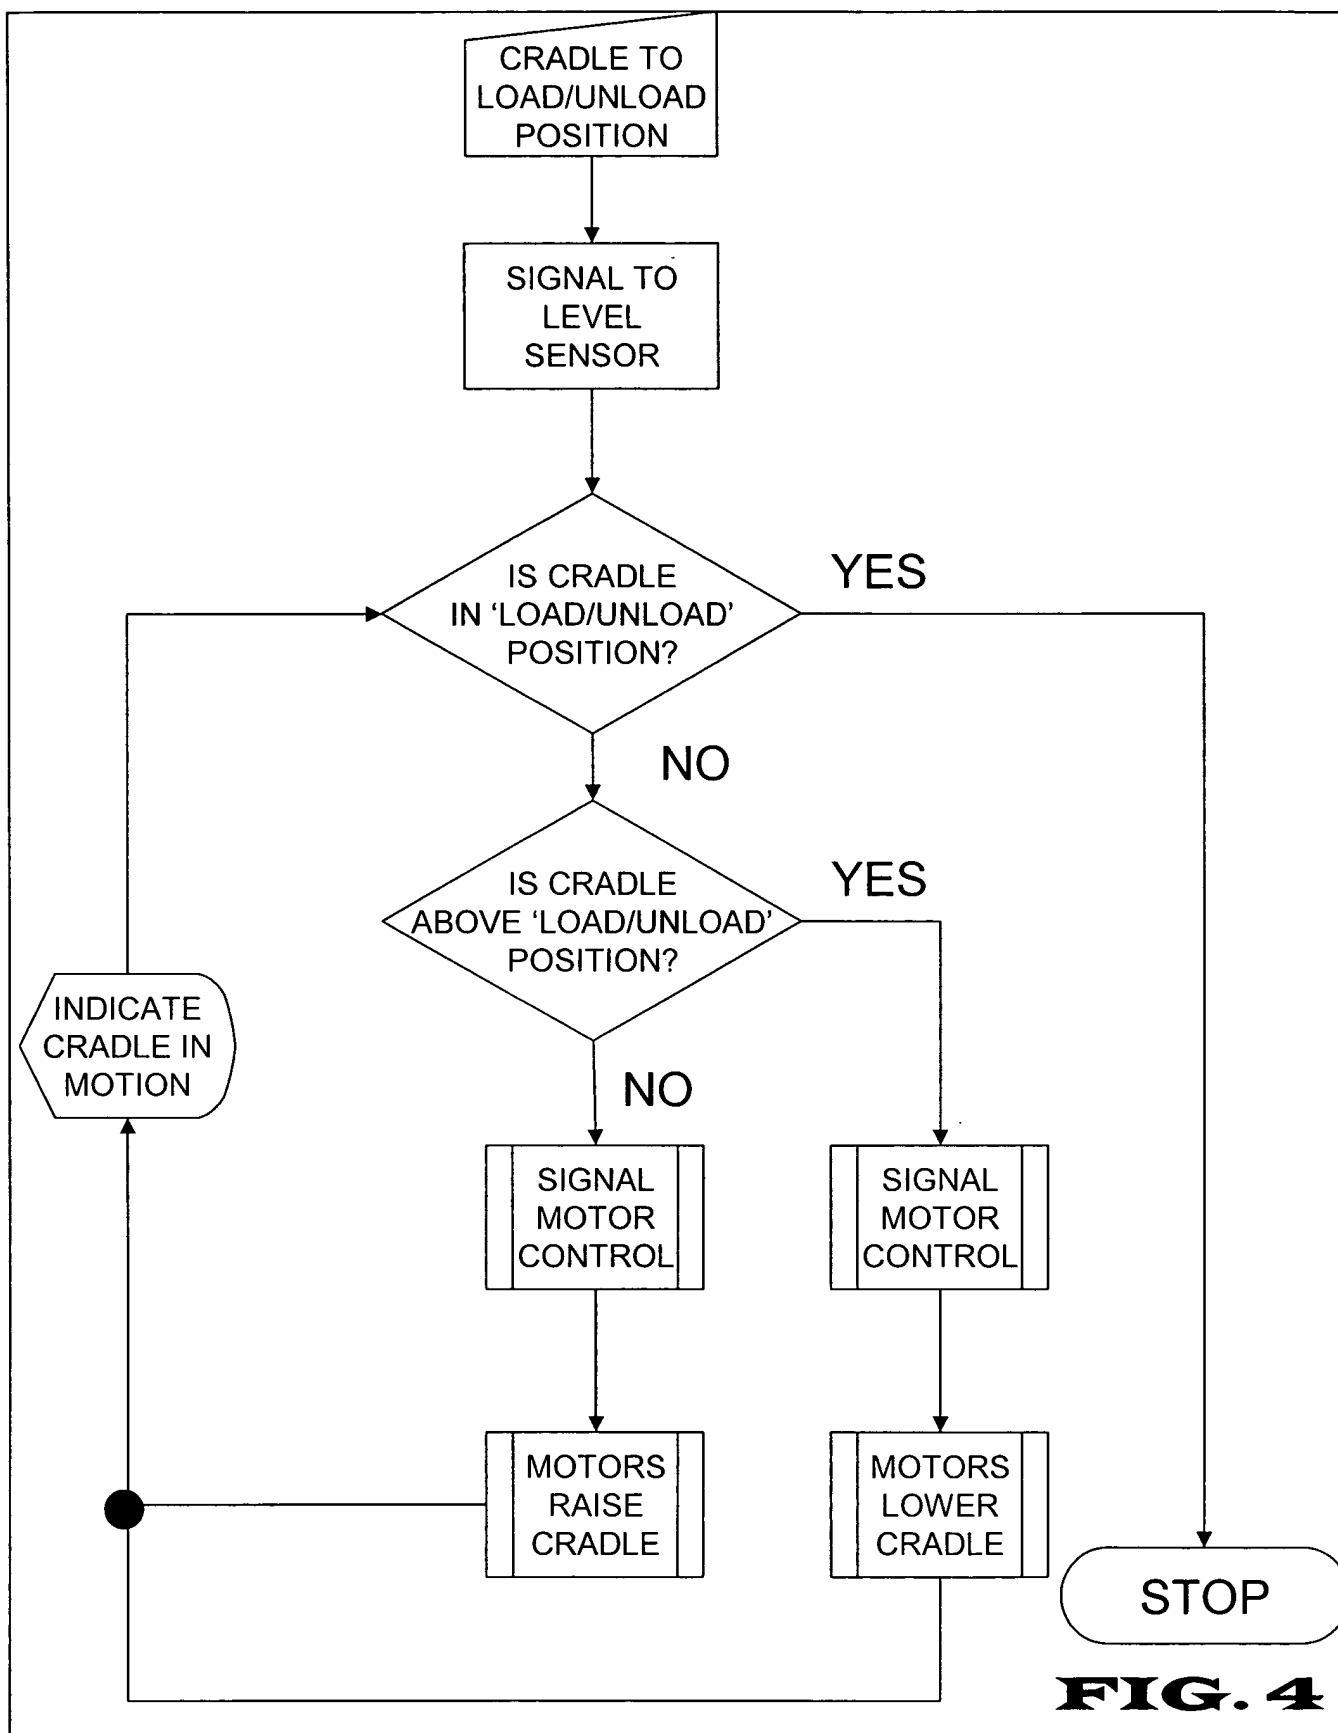 CRADLE TO
LOAD/UNLOAD
POSITION
SIGNAL TO
LEVEL
SENSOR
IS CRADLE
IN ‘LOAD/UNLOAD’
POSITION?
YES
NO
IS CRADLE
ABOVE ‘LOAD/UNLOAD’
POSITION?
YES
NO
INDICATE
CRADLE IN
MOTION
SIGNAL
MOTOR
CONTROL
SIGNAL
MOTOR
CONTROL
MOTORS
RAISE
CRADLE
MOTORS
LOWER
CRADLE
STOP
FIG. 4